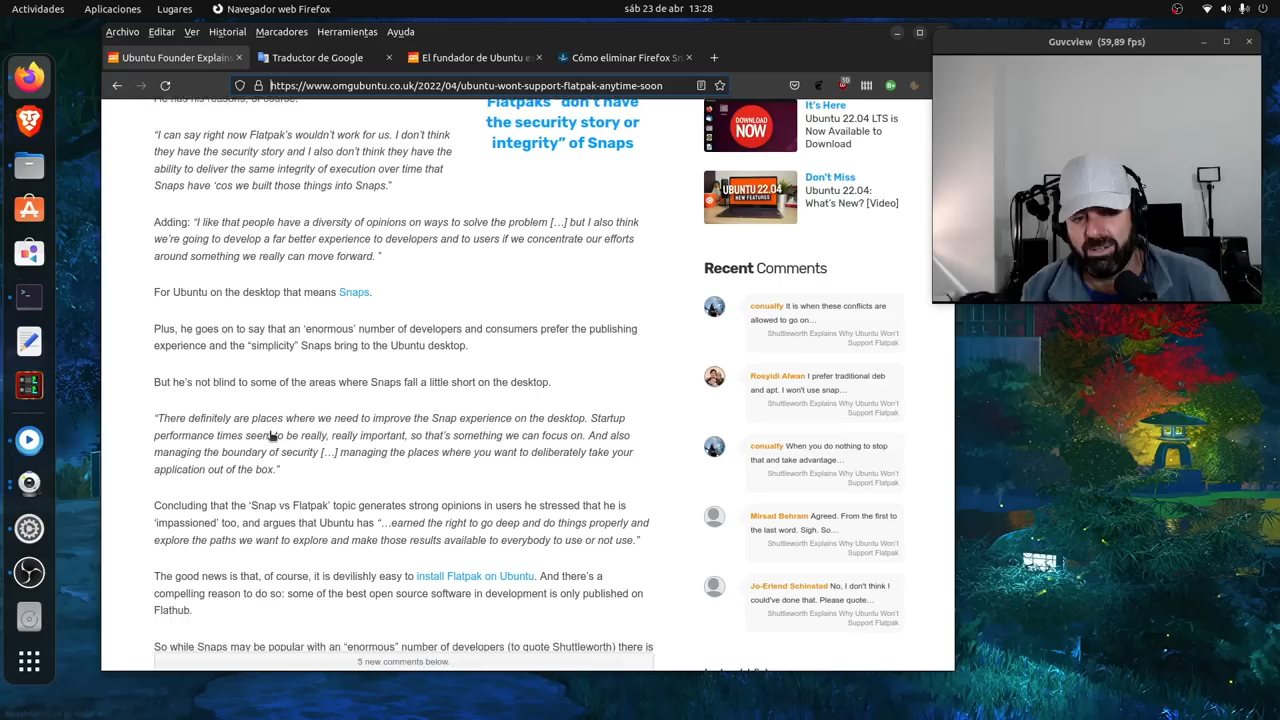 Actividades
Aplicaciones
Lugares
Navegador web Firefox
sáb 23 de abr 13:28
Archivo Editar Ver Historial Marcadores Herramientas Ayuda
Ubuntu Founder Explains
Traductor de Google
El fundador de Ubuntu e
Cómo eliminar Firefox Sn
https://www.omgubuntu.co.uk/2022/04/ubuntu-wont-support-flatpak-anytime-soon
10
Guvcview (59,89 fps)
He has his reasons, of course:
Flatpaks “don’t have
the security story or
integrity” of Snaps
“I can say right now Flatpak’s wouldn’t work for us. I don’t think
they have the security story and I also don’t think they have the
ability to deliver the same integrity of execution over time that
Snaps have ‘cos we built those things into Snaps.”
Adding: “I like that people have a diversity of opinions on ways to solve the problem […] but I also think
we’re going to develop a far better experience to developers and to users if we concentrate our efforts
around something we really can move forward. ”
For Ubuntu on the desktop that means Snaps.
Plus, he goes on to say that an ‘enormous’ number of developers and consumers prefer the publishing
experience and the “simplicity” Snaps bring to the Ubuntu desktop.
But he’s not blind to some of the areas where Snaps fall a little short on the desktop.
“The definitely are places where we need to improve the Snap experience on the desktop. Startup
performance times seem to be really, really important, so that’s something we can focus on. And also
managing the boundary of security […] managing the places where you want to deliberately take your
application out of the box.”
Concluding that the ‘Snap vs Flatpak’ topic generates strong opinions in users he stressed that he is
‘impassioned’ too, and argues that Ubuntu has “…earned the right to go deep and do things properly and
explore the paths we want to explore and make those results available to everybody to use or not use.”
The good news is that, of course, it is devilishly easy to install Flatpak on Ubuntu. And there’s a
compelling reason to do so: some of the best open source software in development is only published on
Flathub.
So while Snaps may be popular with an “enormous” number of developers (to quote Shuttleworth) there is
5 new comments below.
DOWNLOAD
NOW
It's Here
Ubuntu 22.04 LTS is
Now Available to
Download
UBUNTU 22.04
NEW FEATURES
Don't Miss
Ubuntu 22.04:
What’s New? [Video]
Recent Comments
conualfy It is when these conflicts are
allowed to go on…
Shuttleworth Explains Why Ubuntu Won’t
Support Flatpak
Rosyidi Alwan I prefer traditional deb
and apt. I won't use snap…
Shuttleworth Explains Why Ubuntu Won’t
Support Flatpak
conualfy When you do nothing to stop
that and take advantage…
Shuttleworth Explains Why Ubuntu Won’t
Support Flatpak
Mirsad Behram Agreed. From the first to
the last word. Sigh. So…
Shuttleworth Explains Why Ubuntu Won’t
Support Flatpak
Jo-Erlend Schinstad No, I don't think I
could've done that. Please quote…
Shuttleworth Explains Why Ubuntu Won’t
Support Flatpak